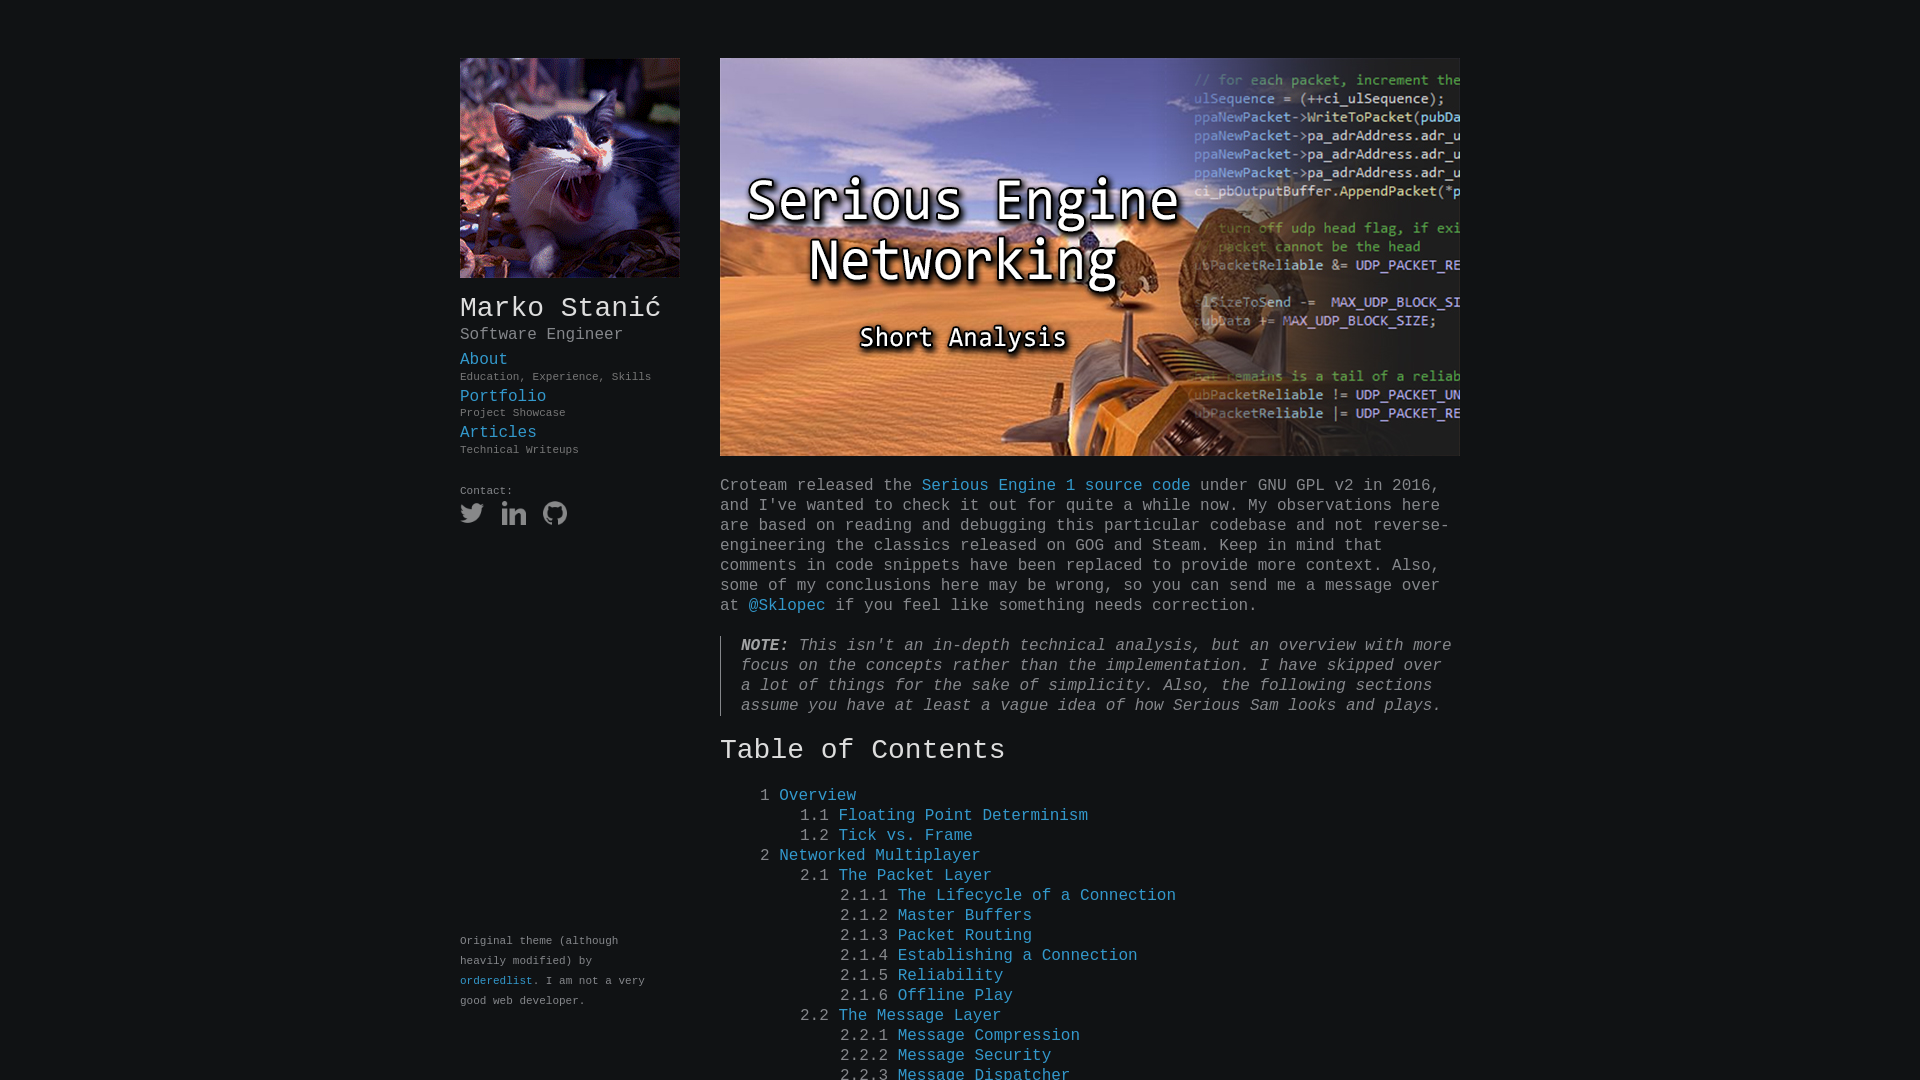 Marko Stanić
Software Engineer
About
Education, Experience, Skills
Portfolio
Project Showcase
Articles
Technical Writeups
Contact:
Original theme (although
heavily modified) by
orderedlist. I am not a very
good web developer.
Serious Engine
Networking
Short Analysis
// for each packet, increment the
ulSequence = (++ci_ulSequence);
ppaNewPacket->WriteToPacket(pubDa
ppaNewPacket->pa_adrAddress.adr_u
ppaNewPacket->pa_adrAddress.adr_u
ppaNewPacket->pa_adrAddress.adr_u
ci_pbOutputBuffer.AppendPacket(*p
turn off udp head flag, if exi
packet cannot be the head
ubPacketReliable &= UDP_PACKET_RE
lSizeToSend -= MAX_UDP_BLOCK_SI
pubData += MAX_UDP_BLOCK_SIZE;
remains is a tail of a reliab
ubPacketReliable != UDP_PACKET_UN
ubPacketReliable |= UDP_PACKET_RE
Croteam released the Serious Engine 1 source code under GNU GPL v2 in 2016,
and I've wanted to check it out for quite a while now. My observations here
are based on reading and debugging this particular codebase and not reverse-
engineering the classics released on GOG and Steam. Keep in mind that
comments in code snippets have been replaced to provide more context. Also,
some of my conclusions here may be wrong, so you can send me a message over
at @Sklopec if you feel like something needs correction.
NOTE: This isn't an in-depth technical analysis, but an overview with more
focus on the concepts rather than the implementation. I have skipped over
a lot of things for the sake of simplicity. Also, the following sections
assume you have at least a vague idea of how Serious Sam looks and plays.
Table of Contents
1 Overview
1.1 Floating Point Determinism
1.2 Tick vs. Frame
2 Networked Multiplayer
2.1 The Packet Layer
2.1.1 The Lifecycle of a Connection
2.1.2 Master Buffers
2.1.3 Packet Routing
2.1.4 Establishing a Connection
2.1.5 Reliability
2.1.6 Offline Play
2.2 The Message Layer
2.2.1 Message Compression
2.2.2 Message Security
2.2.3 Message Dispatcher